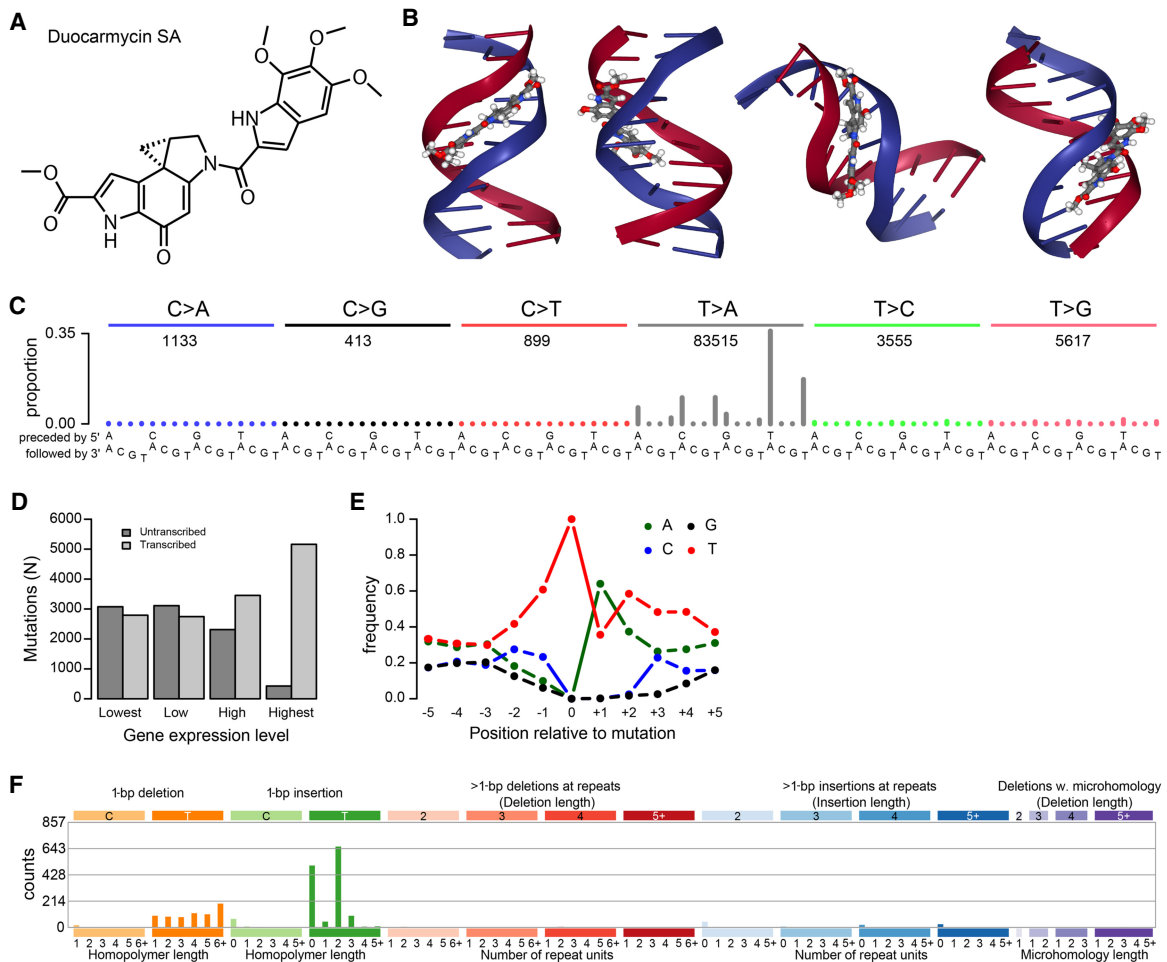 A
Duocarmycin SA
O
O
O
HN
N
O
O
O
N
H
O
B
C
C>A C>G C>T T>A T>C T>G
1133 413 899 83515 3555 5617
proportion
0.35
0.00
preceded by 5' A C G T A C G T A C G T A C G T A C G T A C G T
followed by 3' A C G T A C G T A C G T A C G T A C G T A C G T A C G T A C G T A C G T A C G T A C G T A C G T A C G T A C G T A C G T A C G T A C G T A C G T A C G T A C G T A C G T A C G T A C G T A C G T
D
Mutations (N)
6000
5000
4000
3000
2000
1000
0
Untranscribed
Transcribed
Lowest Low High Highest
Gene expression level
E
frequency
1.0
0.8
0.6
0.4
0.2
0.0
A G
C T
-5 -4 -3 -2 -1 0 +1 +2 +3 +4 +5
Position relative to mutation
F
1-bp deletion 1-bp insertion >1-bp deletions at repeats >1-bp insertions at repeats Deletions w. microhomology
(Deletion length) (Insertion length) (Deletion length)
C T C T 2 3 4 5+ 2 3 4 5+ 2 3 4 5+
counts
857
643
428
214
0
1 2 3 4 5 6+ 1 2 3 4 5 6+ 0 1 2 3 4 5+ 0 1 2 3 4 5+ 1 2 3 4 5 6+ 1 2 3 4 5 6+ 1 2 3 4 5 6+ 1 2 3 4 5 6+ 0 1 2 3 4 5+ 0 1 2 3 4 5+ 0 1 2 3 4 5+ 0 1 2 3 4 5+ 1 1 2 1 2 3 1 2 3 4 5+
Homopolymer length Homopolymer length Number of repeat units Number of repeat units Microhomology length